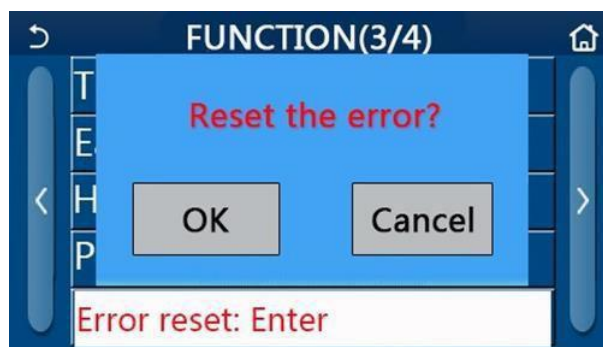 FUNCTION(3/4)
Reset the error?
OK
Cancel
Error reset: Enter